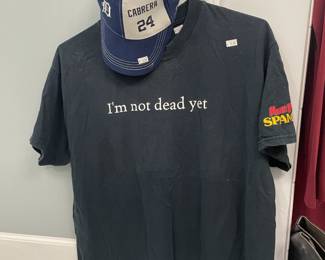 CABRERA
24
I'm not dead yet
SPAM